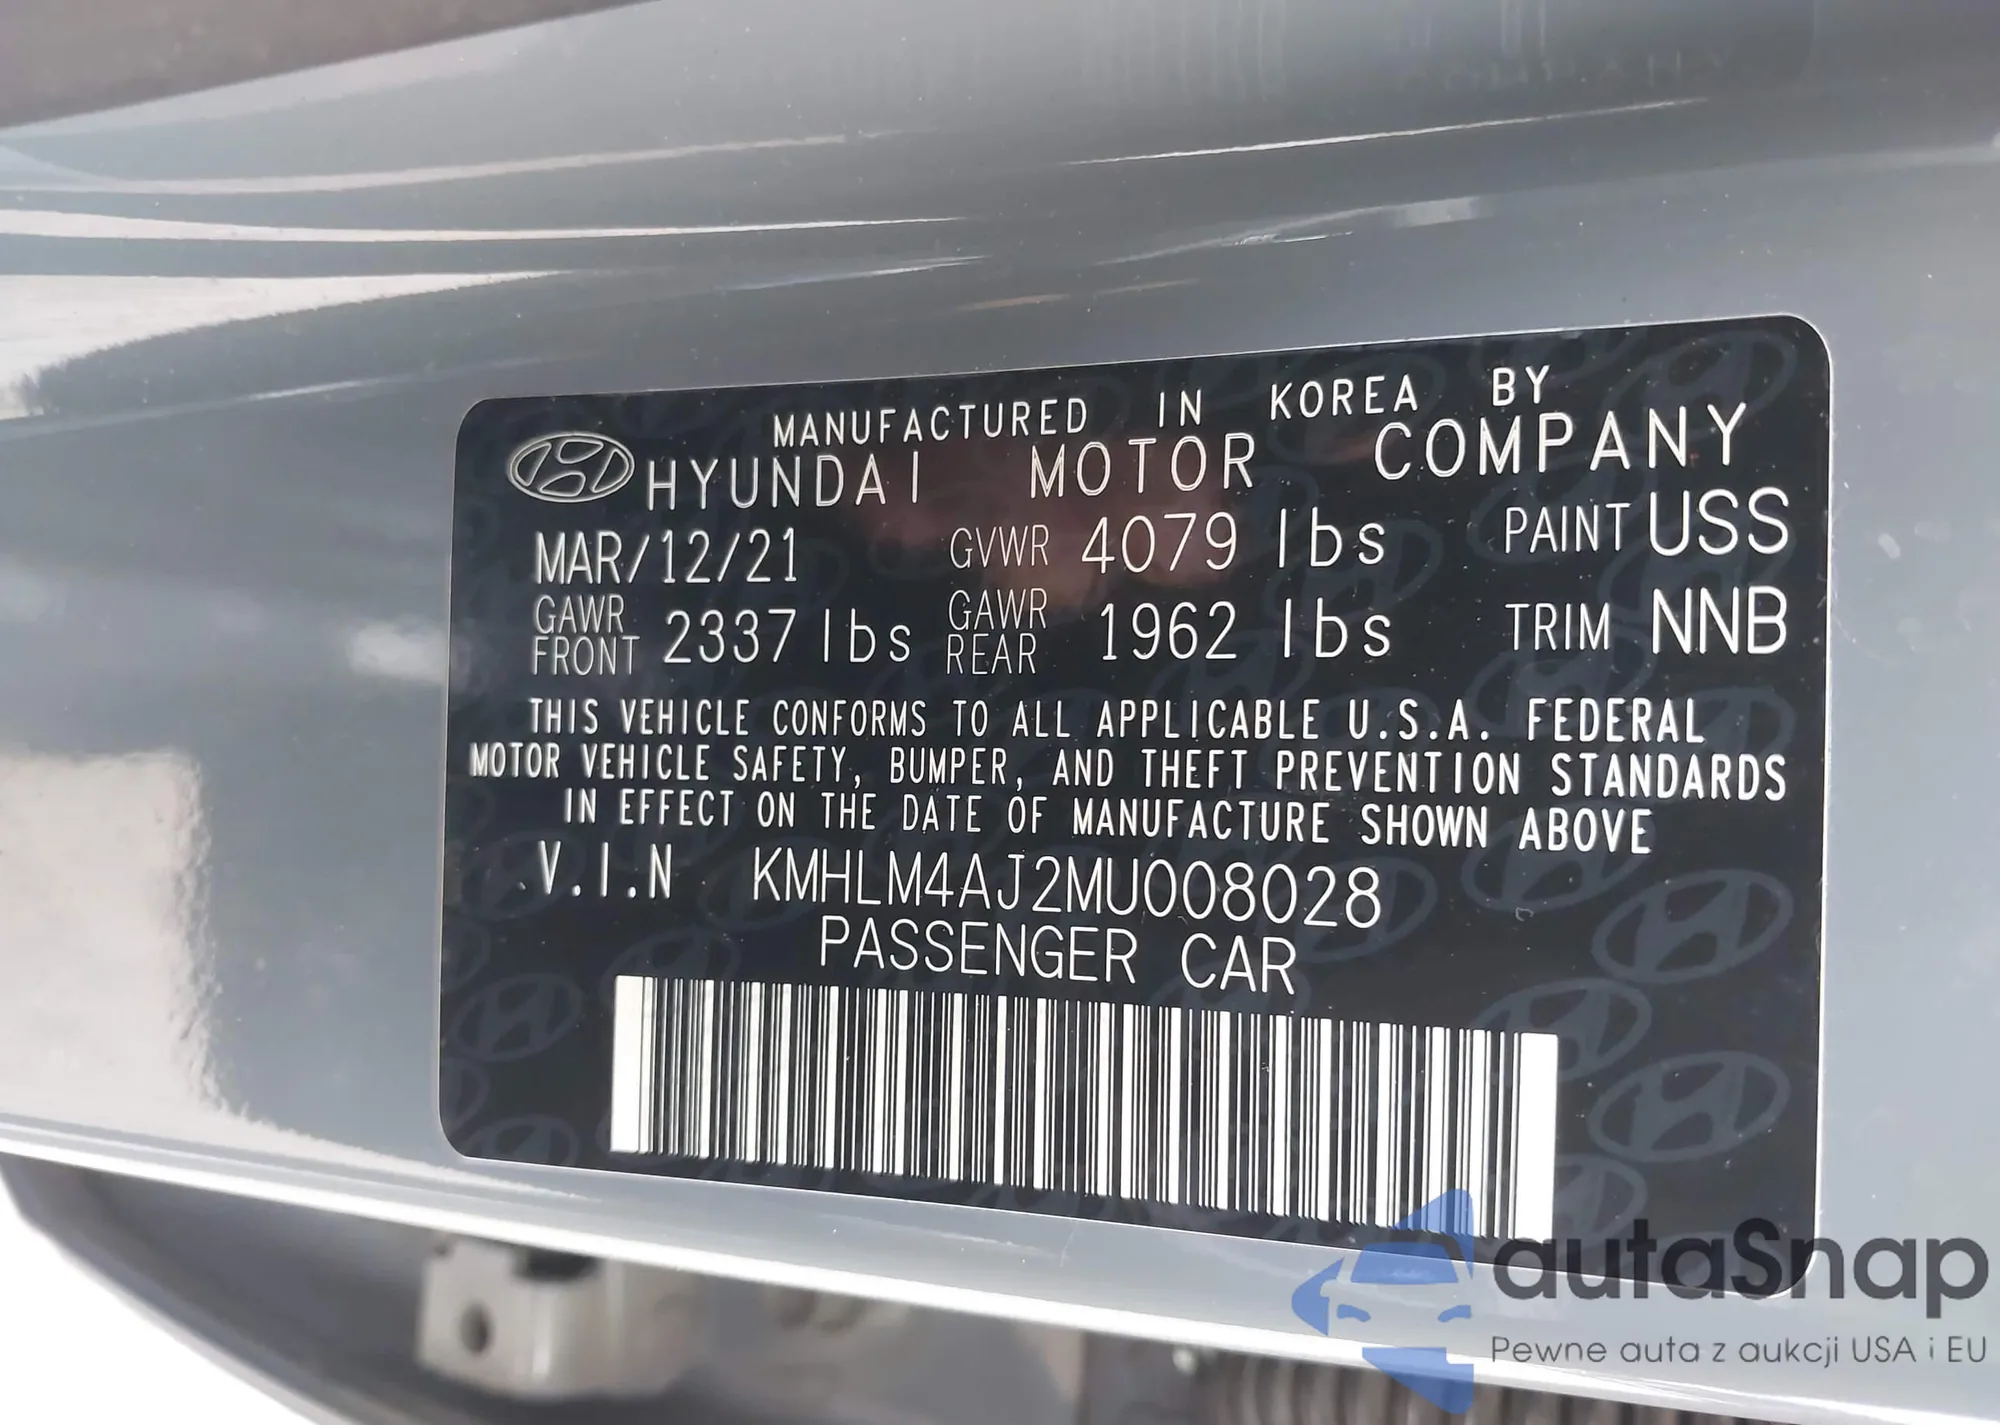 MANUFACTURED IN KOREA BY
HYUNDAI MOTOR COMPANY
MAR/12/21 GVWR 4079 lbs PAINT USS
GAWR FRONT 2337 lbs GAWR REAR 1962 lbs TRIM NNB
THIS VEHICLE CONFORMS TO ALL APPLICABLE U.S.A. FEDERAL
MOTOR VEHICLE SAFETY, BUMPER, AND THEFT PREVENTION STANDARDS
IN EFFECT ON THE DATE OF MANUFACTURE SHOWN ABOVE
V.I.N KMHLM4AJ2MU008028
PASSENGER CAR
autaSnap
Pewne auta z aukcji USA i EU